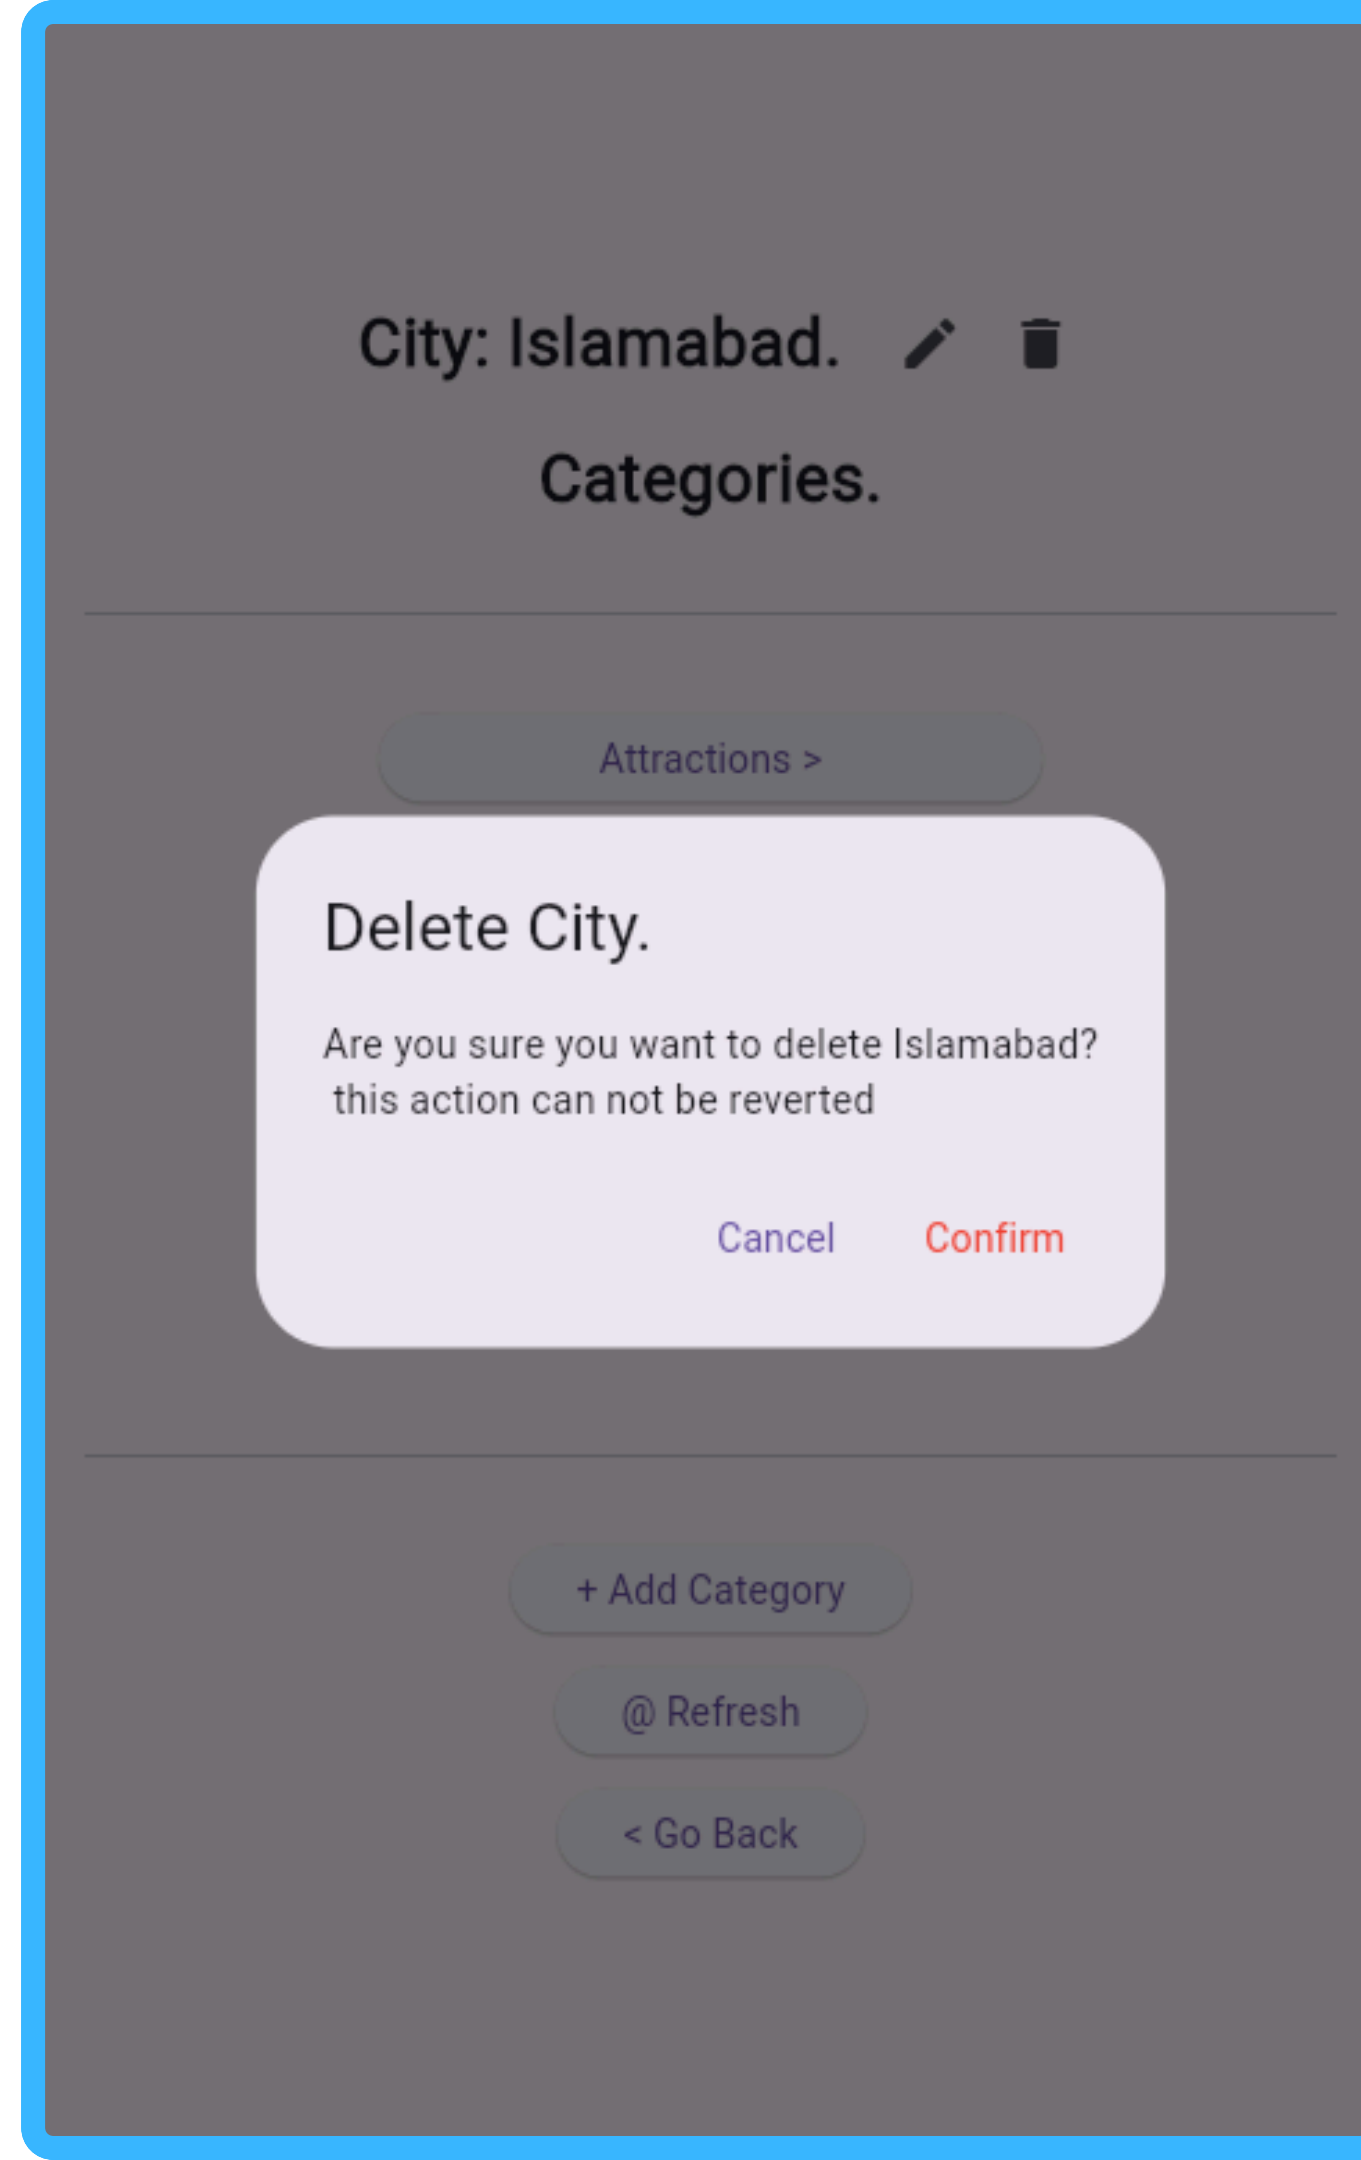 City: Islamabad.
Categories.
Attractions >
Delete City.
Are you sure you want to delete Islamabad?
this action can not be reverted
Cancel Confirm
+ Add Category
@ Refresh
< Go Back